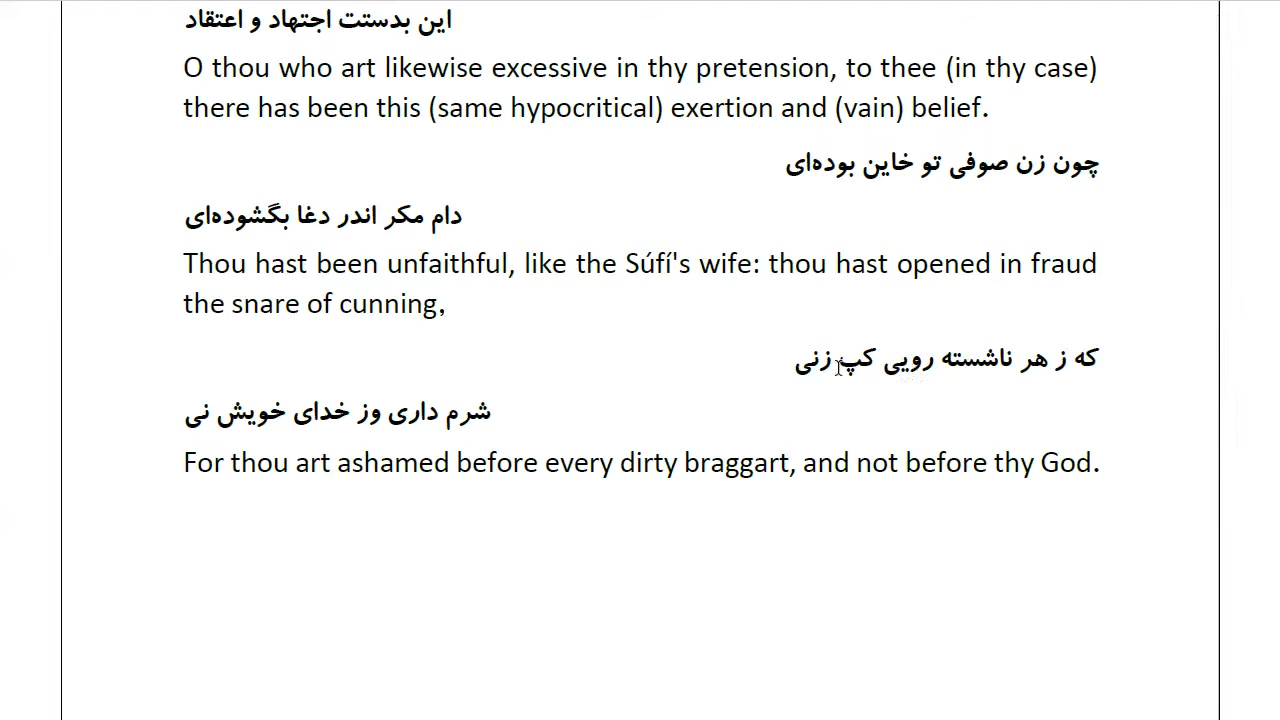 این بدستت اجتهاد و اعتقاد
O thou who art likewise excessive in thy pretension, to thee (in thy case)
there has been this (same hypocritical) exertion and (vain) belief.
چون زن صوفی تو خاین بوده‌ای
دام مکر اندر دغا بگشوده‌ای
Thou hast been unfaithful, like the Súfí's wife: thou hast opened in fraud
the snare of cunning,
که ز هر ناشسته رویی کپ زنی
شرم داری وز خدای خویش نی
For thou art ashamed before every dirty braggart, and not before thy God.